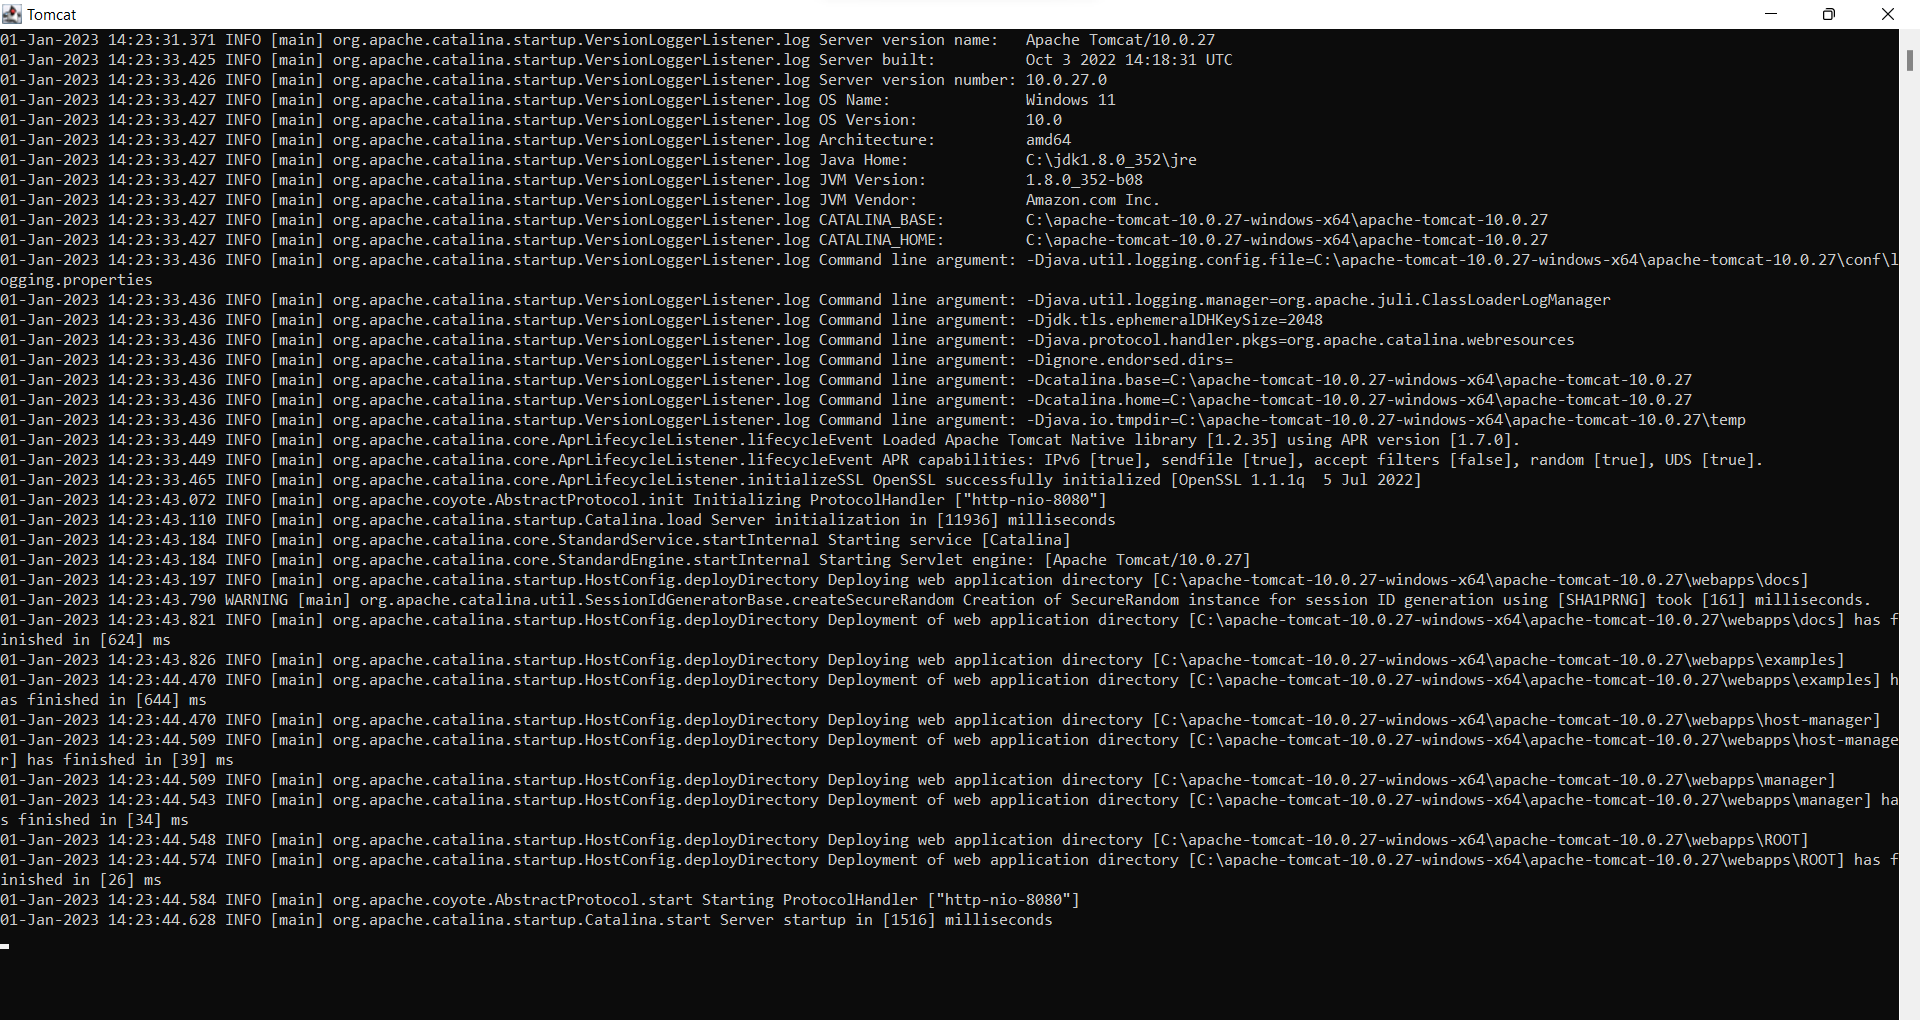 Tomcat
01-Jan-2023 14:23:31.371 INFO [main] org.apache.catalina.startup.VersionLoggerListener.log Server version name:   Apache Tomcat/10.0.27
01-Jan-2023 14:23:33.425 INFO [main] org.apache.catalina.startup.VersionLoggerListener.log Server built:          Oct 3 2022 14:18:31 UTC
01-Jan-2023 14:23:33.426 INFO [main] org.apache.catalina.startup.VersionLoggerListener.log Server version number: 10.0.27.0
01-Jan-2023 14:23:33.427 INFO [main] org.apache.catalina.startup.VersionLoggerListener.log OS Name:               Windows 11
01-Jan-2023 14:23:33.427 INFO [main] org.apache.catalina.startup.VersionLoggerListener.log OS Version:            10.0
01-Jan-2023 14:23:33.427 INFO [main] org.apache.catalina.startup.VersionLoggerListener.log Architecture:          amd64
01-Jan-2023 14:23:33.427 INFO [main] org.apache.catalina.startup.VersionLoggerListener.log Java Home:             C:\jdk1.8.0_352\jre
01-Jan-2023 14:23:33.427 INFO [main] org.apache.catalina.startup.VersionLoggerListener.log JVM Version:           1.8.0_352-b08
01-Jan-2023 14:23:33.427 INFO [main] org.apache.catalina.startup.VersionLoggerListener.log JVM Vendor:            Amazon.com Inc.
01-Jan-2023 14:23:33.427 INFO [main] org.apache.catalina.startup.VersionLoggerListener.log CATALINA_BASE:         C:\apache-tomcat-10.0.27-windows-x64\apache-tomcat-10.0.27
01-Jan-2023 14:23:33.427 INFO [main] org.apache.catalina.startup.VersionLoggerListener.log CATALINA_HOME:         C:\apache-tomcat-10.0.27-windows-x64\apache-tomcat-10.0.27
01-Jan-2023 14:23:33.436 INFO [main] org.apache.catalina.startup.VersionLoggerListener.log Command line argument: -Djava.util.logging.config.file=C:\apache-tomcat-10.0.27-windows-x64\apache-tomcat-10.0.27\conf\l
ogging.properties
01-Jan-2023 14:23:33.436 INFO [main] org.apache.catalina.startup.VersionLoggerListener.log Command line argument: -Djava.util.logging.manager=org.apache.juli.ClassLoaderLogManager
01-Jan-2023 14:23:33.436 INFO [main] org.apache.catalina.startup.VersionLoggerListener.log Command line argument: -Djdk.tls.ephemeralDHKeySize=2048
01-Jan-2023 14:23:33.436 INFO [main] org.apache.catalina.startup.VersionLoggerListener.log Command line argument: -Djava.protocol.handler.pkgs=org.apache.catalina.webresources
01-Jan-2023 14:23:33.436 INFO [main] org.apache.catalina.startup.VersionLoggerListener.log Command line argument: -Dignore.endorsed.dirs=
01-Jan-2023 14:23:33.436 INFO [main] org.apache.catalina.startup.VersionLoggerListener.log Command line argument: -Dcatalina.base=C:\apache-tomcat-10.0.27-windows-x64\apache-tomcat-10.0.27
01-Jan-2023 14:23:33.436 INFO [main] org.apache.catalina.startup.VersionLoggerListener.log Command line argument: -Dcatalina.home=C:\apache-tomcat-10.0.27-windows-x64\apache-tomcat-10.0.27
01-Jan-2023 14:23:33.436 INFO [main] org.apache.catalina.startup.VersionLoggerListener.log Command line argument: -Djava.io.tmpdir=C:\apache-tomcat-10.0.27-windows-x64\apache-tomcat-10.0.27\temp
01-Jan-2023 14:23:33.449 INFO [main] org.apache.catalina.core.AprLifecycleListener.lifecycleEvent Loaded Apache Tomcat Native library [1.2.35] using APR version [1.7.0].
01-Jan-2023 14:23:33.449 INFO [main] org.apache.catalina.core.AprLifecycleListener.lifecycleEvent APR capabilities: IPv6 [true], sendfile [true], accept filters [false], random [true], UDS [true].
01-Jan-2023 14:23:33.465 INFO [main] org.apache.catalina.core.AprLifecycleListener.initializeSSL OpenSSL successfully initialized [OpenSSL 1.1.1q  5 Jul 2022]
01-Jan-2023 14:23:43.072 INFO [main] org.apache.coyote.AbstractProtocol.init Initializing ProtocolHandler ["http-nio-8080"]
01-Jan-2023 14:23:43.110 INFO [main] org.apache.catalina.startup.Catalina.load Server initialization in [11936] milliseconds
01-Jan-2023 14:23:43.184 INFO [main] org.apache.catalina.core.StandardService.startInternal Starting service [Catalina]
01-Jan-2023 14:23:43.184 INFO [main] org.apache.catalina.core.StandardEngine.startInternal Starting Servlet engine: [Apache Tomcat/10.0.27]
01-Jan-2023 14:23:43.197 INFO [main] org.apache.catalina.startup.HostConfig.deployDirectory Deploying web application directory [C:\apache-tomcat-10.0.27-windows-x64\apache-tomcat-10.0.27\webapps\docs]
01-Jan-2023 14:23:43.790 WARNING [main] org.apache.catalina.util.SessionIdGeneratorBase.createSecureRandom Creation of SecureRandom instance for session ID generation using [SHA1PRNG] took [161] milliseconds.
01-Jan-2023 14:23:43.821 INFO [main] org.apache.catalina.startup.HostConfig.deployDirectory Deployment of web application directory [C:\apache-tomcat-10.0.27-windows-x64\apache-tomcat-10.0.27\webapps\docs] has f
inished in [624] ms
01-Jan-2023 14:23:43.826 INFO [main] org.apache.catalina.startup.HostConfig.deployDirectory Deploying web application directory [C:\apache-tomcat-10.0.27-windows-x64\apache-tomcat-10.0.27\webapps\examples]
01-Jan-2023 14:23:44.470 INFO [main] org.apache.catalina.startup.HostConfig.deployDirectory Deployment of web application directory [C:\apache-tomcat-10.0.27-windows-x64\apache-tomcat-10.0.27\webapps\examples] h
as finished in [644] ms
01-Jan-2023 14:23:44.470 INFO [main] org.apache.catalina.startup.HostConfig.deployDirectory Deploying web application directory [C:\apache-tomcat-10.0.27-windows-x64\apache-tomcat-10.0.27\webapps\host-manager]
01-Jan-2023 14:23:44.509 INFO [main] org.apache.catalina.startup.HostConfig.deployDirectory Deployment of web application directory [C:\apache-tomcat-10.0.27-windows-x64\apache-tomcat-10.0.27\webapps\host-manage
r] has finished in [39] ms
01-Jan-2023 14:23:44.509 INFO [main] org.apache.catalina.startup.HostConfig.deployDirectory Deploying web application directory [C:\apache-tomcat-10.0.27-windows-x64\apache-tomcat-10.0.27\webapps\manager]
01-Jan-2023 14:23:44.543 INFO [main] org.apache.catalina.startup.HostConfig.deployDirectory Deployment of web application directory [C:\apache-tomcat-10.0.27-windows-x64\apache-tomcat-10.0.27\webapps\manager] ha
s finished in [34] ms
01-Jan-2023 14:23:44.548 INFO [main] org.apache.catalina.startup.HostConfig.deployDirectory Deploying web application directory [C:\apache-tomcat-10.0.27-windows-x64\apache-tomcat-10.0.27\webapps\ROOT]
01-Jan-2023 14:23:44.574 INFO [main] org.apache.catalina.startup.HostConfig.deployDirectory Deployment of web application directory [C:\apache-tomcat-10.0.27-windows-x64\apache-tomcat-10.0.27\webapps\ROOT] has f
inished in [26] ms
01-Jan-2023 14:23:44.584 INFO [main] org.apache.coyote.AbstractProtocol.start Starting ProtocolHandler ["http-nio-8080"]
01-Jan-2023 14:23:44.628 INFO [main] org.apache.catalina.startup.Catalina.start Server startup in [1516] milliseconds